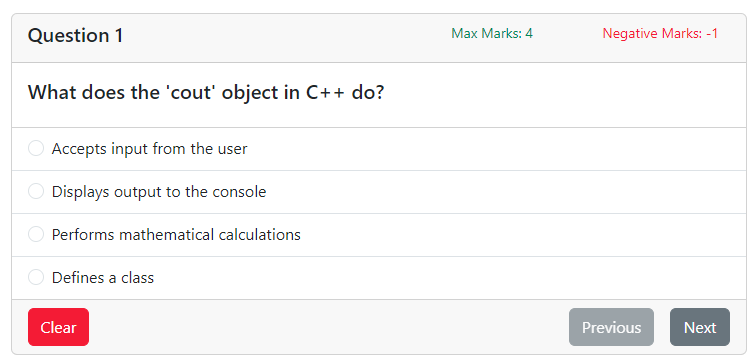 Question 1 Max Marks: 4 Negative Marks: -1
What does the 'cout' object in C++ do?
Accepts input from the user
Displays output to the console
Performs mathematical calculations
Defines a class
Clear Previous Next